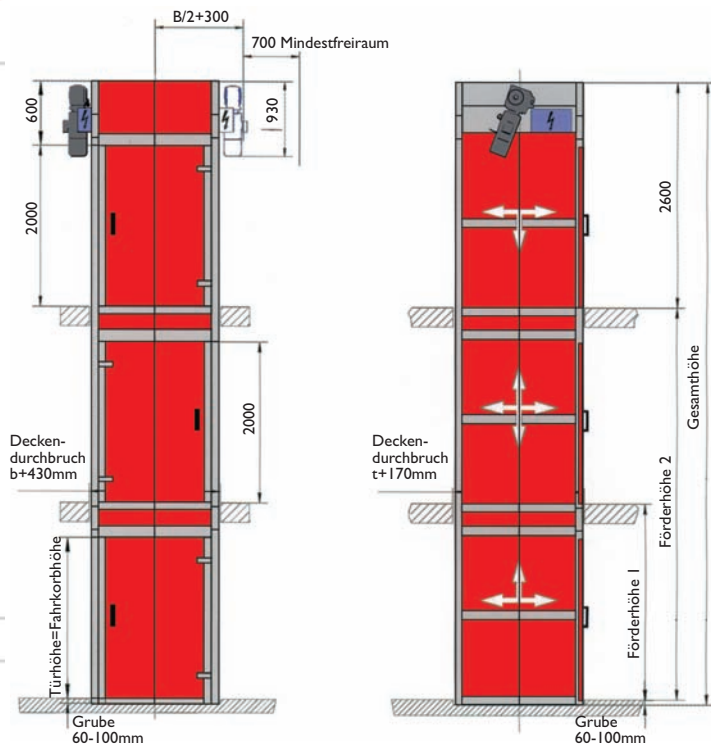 B/2+300
700 Mindestfreiraum
600
930
2000
2600
2000
Decken-
durchbruch
b+430mm
Decken-
durchbruch
t+170mm
Gesamthöhe
Förderhöhe 2
Förderhöhe 1
Türhöhe=Fahrkorbhöhe
Grube
60-100mm
Grube
60-100mm